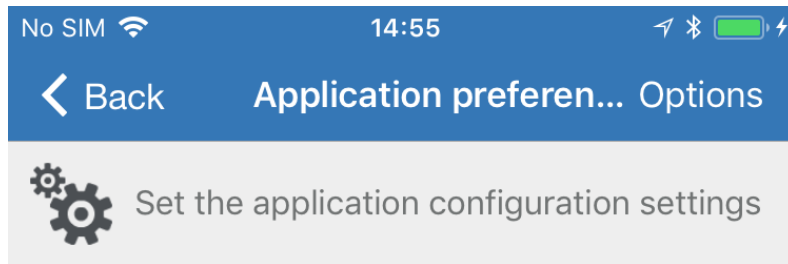 No SIM 14:55
Back Application preferen... Options
Set the application configuration settings